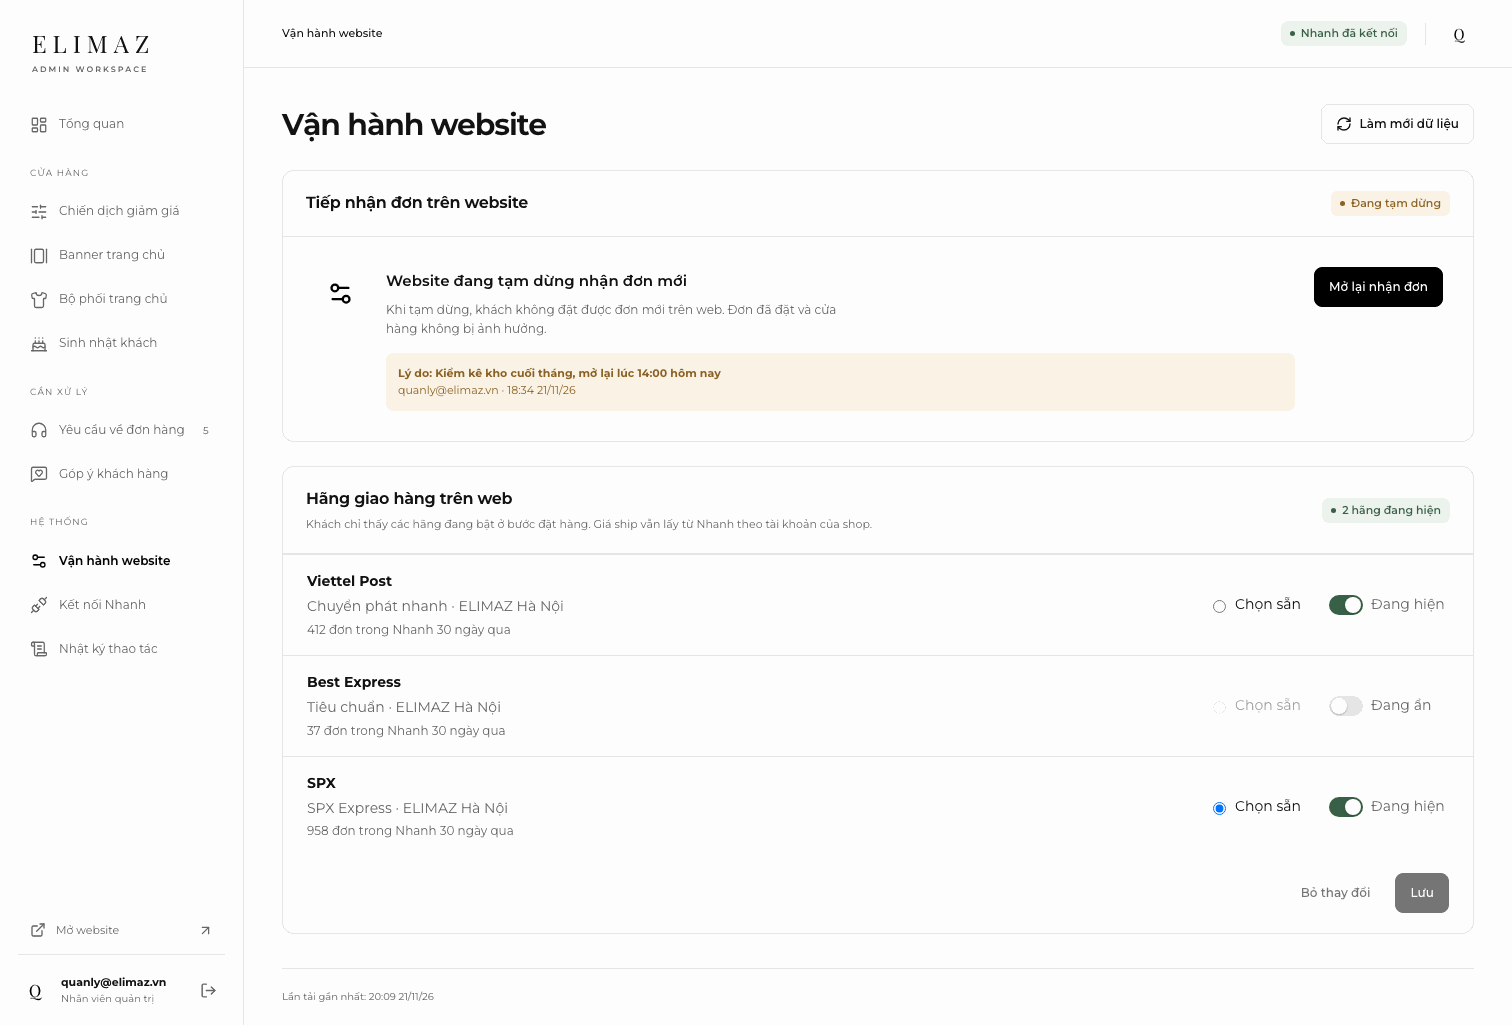 ELIMAZ
ADMIN WORKSPACE
Tổng quan
CỬA HÀNG
Chiến dịch giảm giá
Banner trang chủ
Bộ phối trang chủ
Sinh nhật khách
CẦN XỬ LÝ
Yêu cầu về đơn hàng 5
Góp ý khách hàng
HỆ THỐNG
Vận hành website
Kết nối Nhanh
Nhật ký thao tác
Mở website
Q
quanly@elimaz.vn
Nhân viên quản trị
Vận hành website
Nhanh đã kết nối
Q
Vận hành website
Làm mới dữ liệu
Tiếp nhận đơn trên website
Đang tạm dừng
Website đang tạm dừng nhận đơn mới
Mở lại nhận đơn
Khi tạm dừng, khách không đặt được đơn mới trên web. Đơn đã đặt và cửa
hàng không bị ảnh hưởng.
Lý do: Kiểm kê kho cuối tháng, mở lại lúc 14:00 hôm nay
quanly@elimaz.vn · 18:34 21/11/26
Hãng giao hàng trên web
Khách chỉ thấy các hãng đang bật ở bước đặt hàng. Giá ship vẫn lấy từ Nhanh theo tài khoản của shop.
2 hãng đang hiện
Viettel Post
Chuyển phát nhanh · ELIMAZ Hà Nội
412 đơn trong Nhanh 30 ngày qua
Chọn sẵn
Đang hiện
Best Express
Tiêu chuẩn · ELIMAZ Hà Nội
37 đơn trong Nhanh 30 ngày qua
Chọn sẵn
Đang ẩn
SPX
SPX Express · ELIMAZ Hà Nội
958 đơn trong Nhanh 30 ngày qua
Chọn sẵn
Đang hiện
Bỏ thay đổi
Lưu
Lần tải gần nhất: 20:09 21/11/26